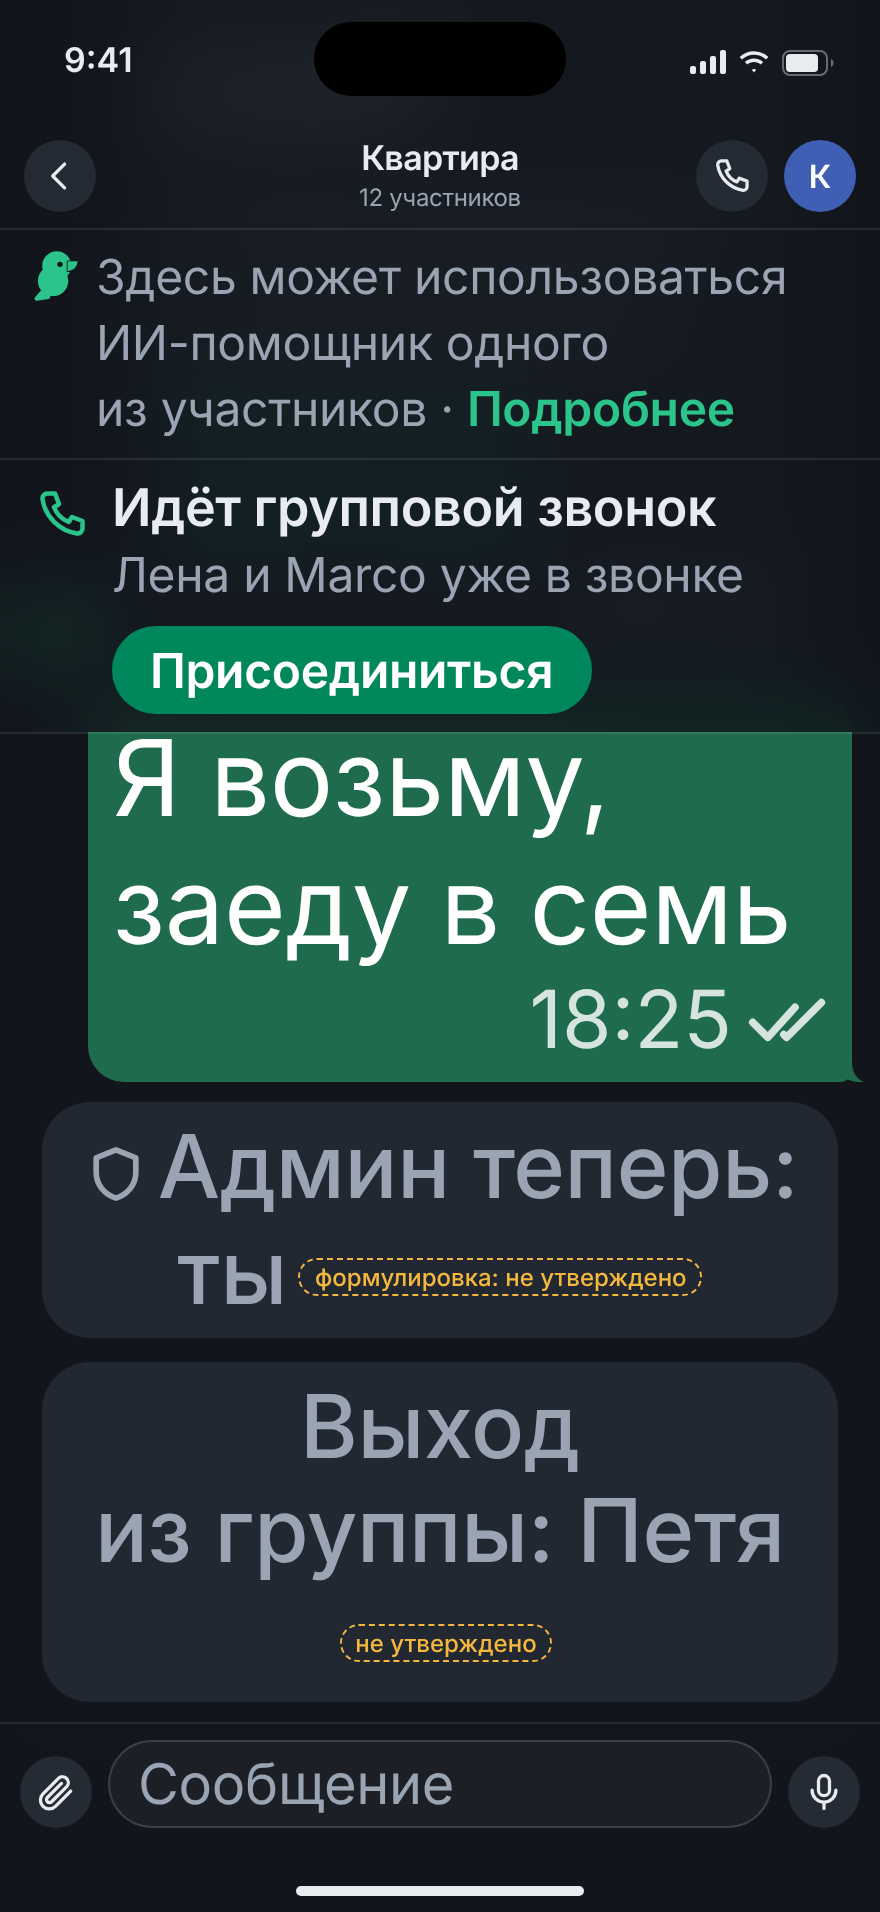 9:41
Квартира
12 участников
К
Здесь может использоваться
ИИ-помощник одного
из участников · Подробнее
Идёт групповой звонок
Лена и Marco уже в звонке
Присоединиться
Я возьму,
заеду в семь
18:25
Админ теперь:
ты формулировка: не утверждено
Выход
из группы: Петя
не утверждено
Сообщение